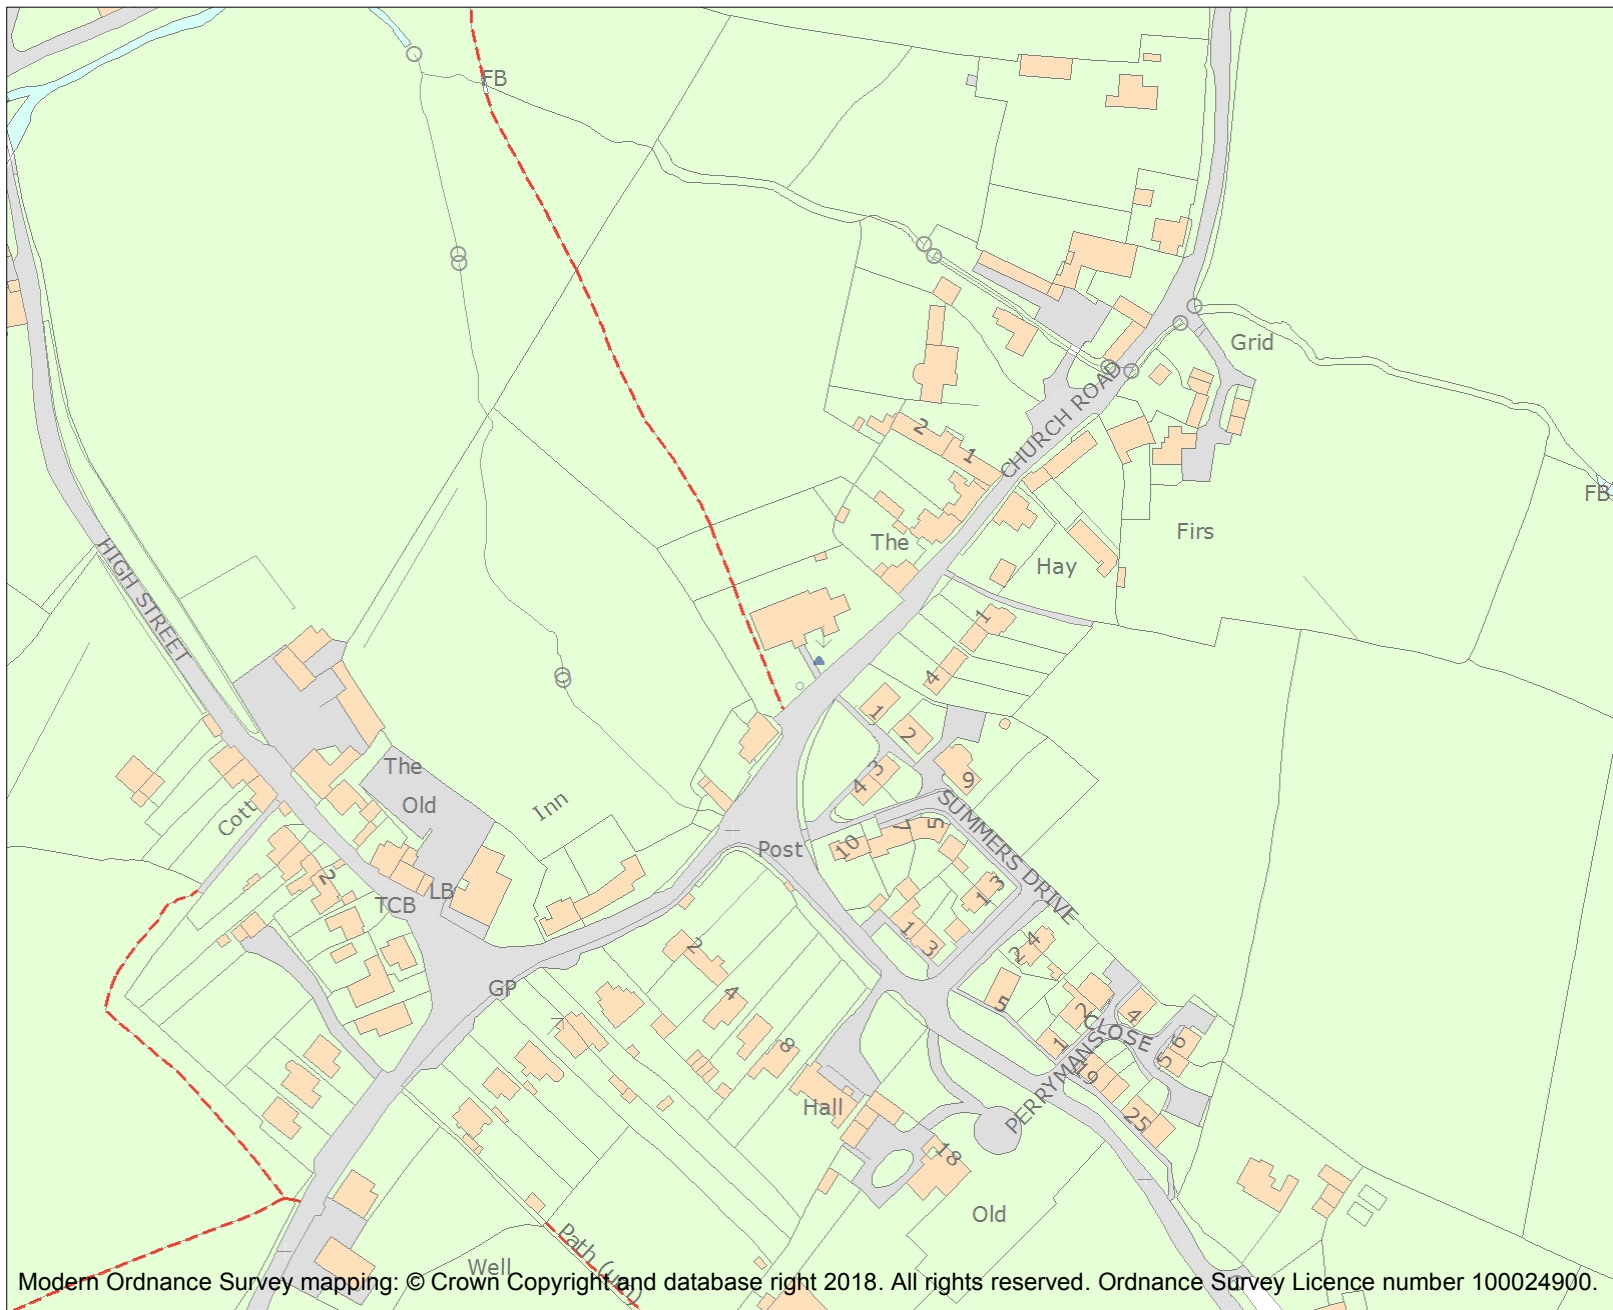 FB
Grid
CHURCH ROAD
2
1
FB
Firs
The
Hay
HIGH STREET
1
4
1
2
The
3
9
4
Old
Inn
Cott
SUMMERS DRIVE
7
5
10
Post
2
LB
TCB
3
1
1
3
2
4
2
4
GP
5
2
4
CLOSE
1
6
5
8
19
PERRYMANS
Hall
25
18
Old
Path (um)
Well
Modern Ordnance Survey mapping: © Crown Copyright and database right 2018. All rights reserved. Ordnance Survey Licence number 100024900.